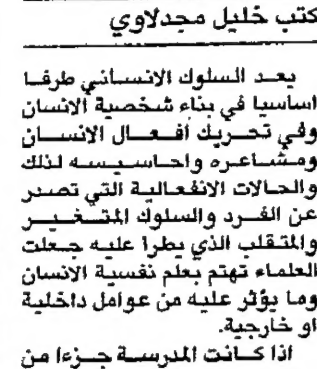 كتب خليل مجدلاوي
يعد السلوك الانساني طرفا
اساسيا في بناء شخصية الانسان
وفي تحريك أفعال الانسان
ومشاعره واحاسيسه لذلك
والحالات الانفعالية التي تصدر
عن الفرد والسلوك المتغير
والمتقلب الذي يطرا عليه جعلت
العلماء تهتم بعلم نفسية الانسان
وما يؤثر عليه من عوامل داخلية
او خارجية.
اذا كانت المدرسة جزءا من